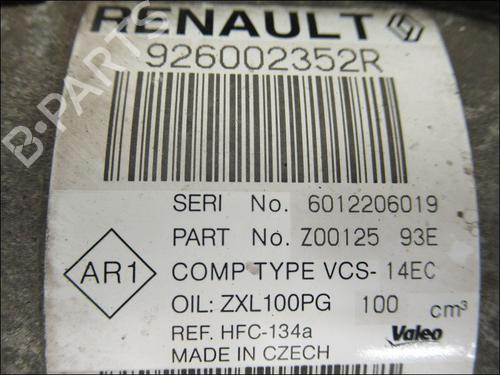 RENAULT
926002352R
SERI No. 6012206019
PART No. Z00125 93E
AR1
COMP TYPE VCS- 14EC
OIL: ZXL100PG 100 cm³
REF. HFC-134a
Valeo
MADE IN CZECH
B-PARTS